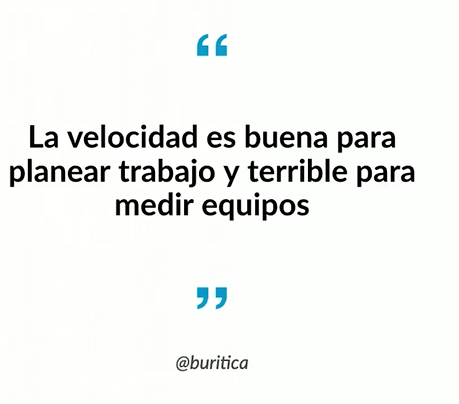 “
La velocidad es buena para
planear trabajo y terrible para
medir equipos
”
@buritica